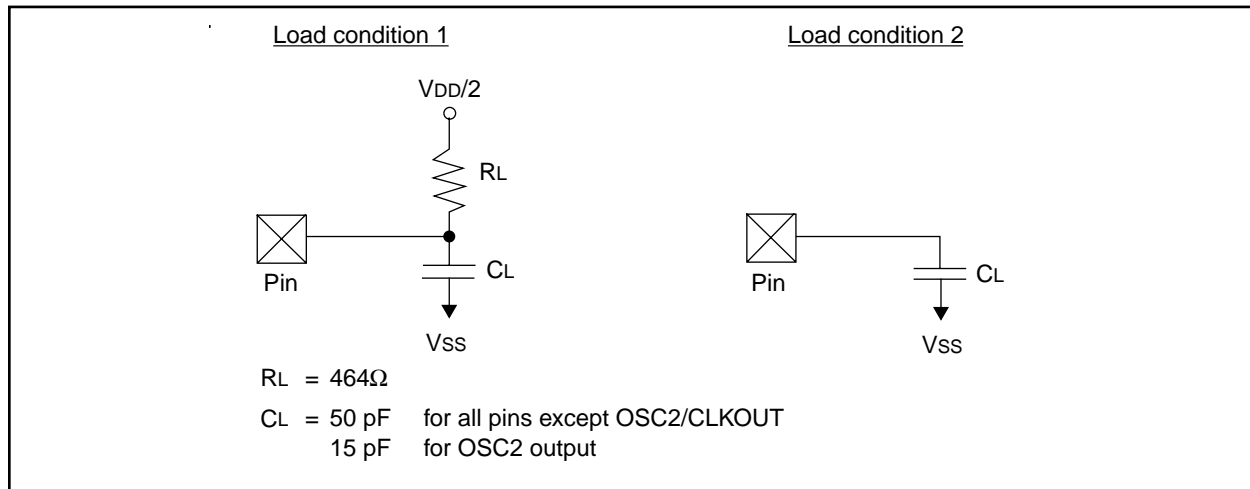 Load condition 1
VDD/2
RL
Pin
CL
VSS
Load condition 2
Pin
CL
VSS
RL = 464Ω
CL = 50 pF for all pins except OSC2/CLKOUT
15 pF for OSC2 output